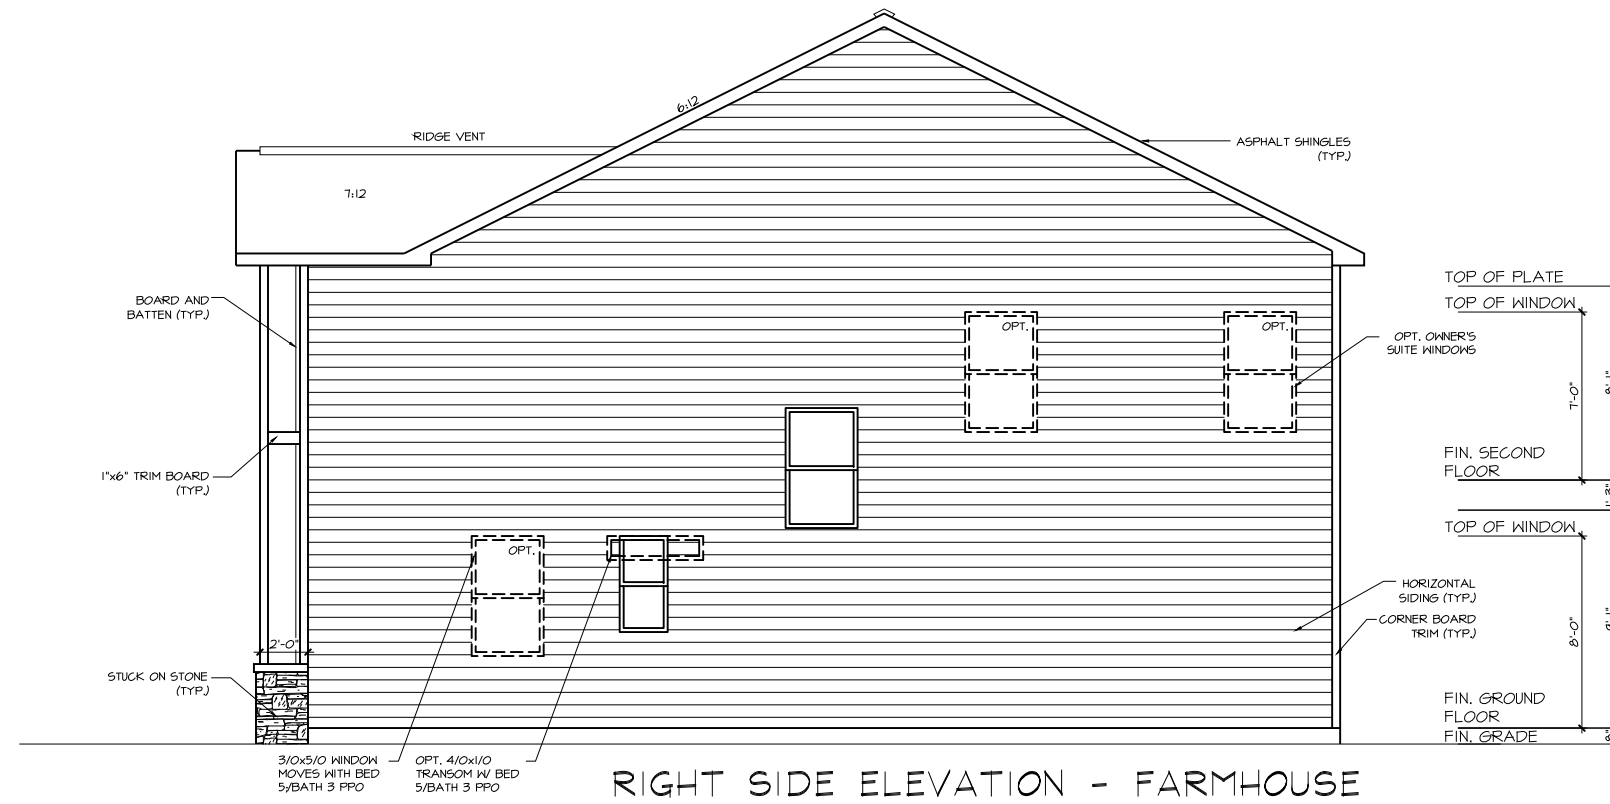 6:12
RIDGE VENT
ASPHALT SHINGLES
(TYP.)
7:12
TOP OF PLATE
BOARD AND
BATTEN (TYP.)
TOP OF WINDOW
OPT.
OPT.
OPT. OWNER'S
SUITE WINDOWS
7'-0"
FIN. SECOND
FLOOR
1"x6" TRIM BOARD
(TYP.)
TOP OF WINDOW
OPT.
HORIZONTAL
SIDING (TYP.)
CORNER BOARD
TRIM (TYP.)
8'-0"
2'-0"
STUCK ON STONE
(TYP.)
FIN. GROUND
FLOOR
FIN. GRADE
3/0x5/0 WINDOW
MOVES WITH BED
5/BATH 3 PPO
OPT. 4/0x1/0
TRANSOM W/ BED
5/BATH 3 PPO
RIGHT SIDE ELEVATION - FARMHOUSE